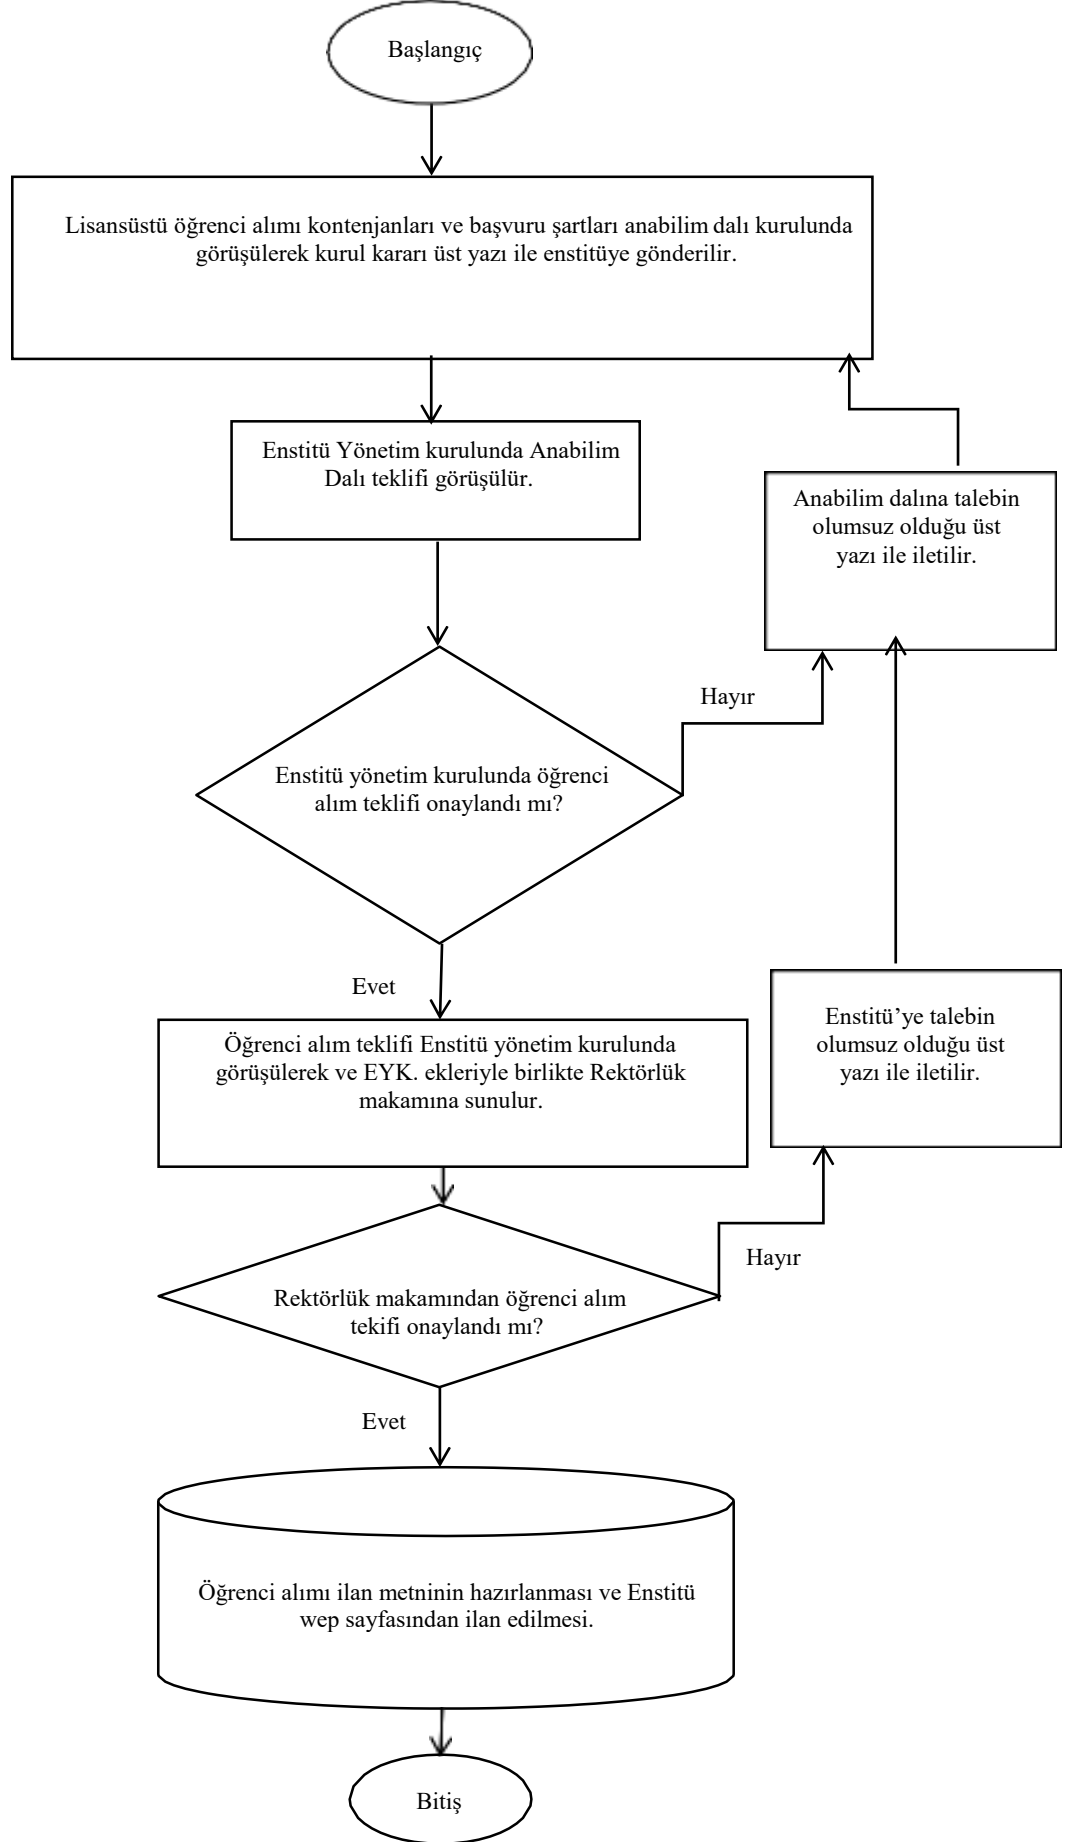 Başlangıç
Lisansüstü öğrenci alımı kontenjanları ve başvuru şartları anabilim dalı kurulunda
görüşülerek kurul kararı üst yazı ile enstitüye gönderilir.
Enstitü Yönetim kurulunda Anabilim
Dalı teklifi görüşülür.
Anabilim dalına talebin
olumsuz olduğu üst
yazı ile iletilir.
Hayır
Enstitü yönetim kurulunda öğrenci
alım teklifi onaylandı mı?
Evet
Öğrenci alım teklifi Enstitü yönetim kurulunda
görüşülerek ve EYK. ekleriyle birlikte Rektörlük
makamına sunulur.
Enstitü’ye talebin
olumsuz olduğu üst
yazı ile iletilir.
Hayır
Rektörlük makamından öğrenci alım
tekifi onaylandı mı?
Evet
Öğrenci alımı ilan metninin hazırlanması ve Enstitü
wep sayfasından ilan edilmesi.
Bitiş